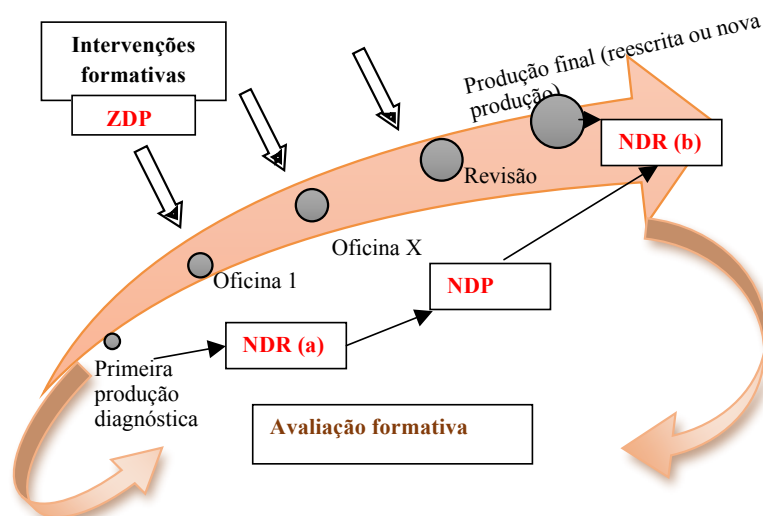 Intervenções
formativas
ZDP
Produção final (reescrita ou nova
produção)
NDR (b)
Revisão
Oficina X
Oficina 1
NDP
NDR (a)
Primeira
produção
diagnóstica
Avaliação formativa